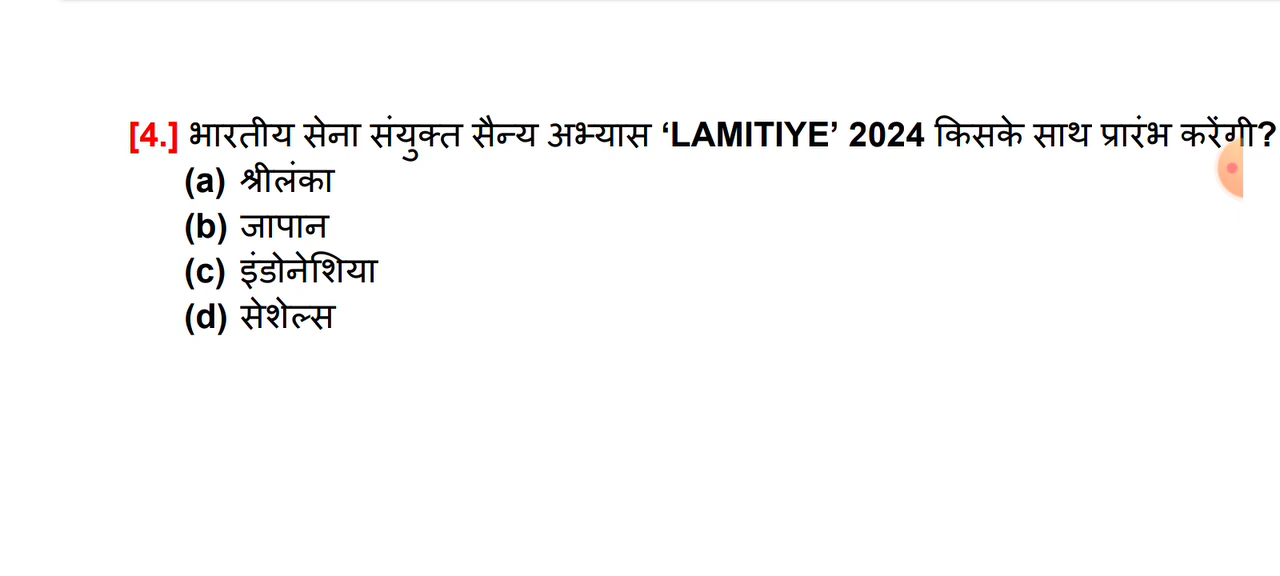 [4.] भारतीय सेना संयुक्त सैन्य अभ्यास ‘LAMITIYE’ 2024 किसके साथ प्रारंभ करेंगी?
(a) श्रीलंका
(b) जापान
(c) इंडोनेशिया
(d) सेशेल्स